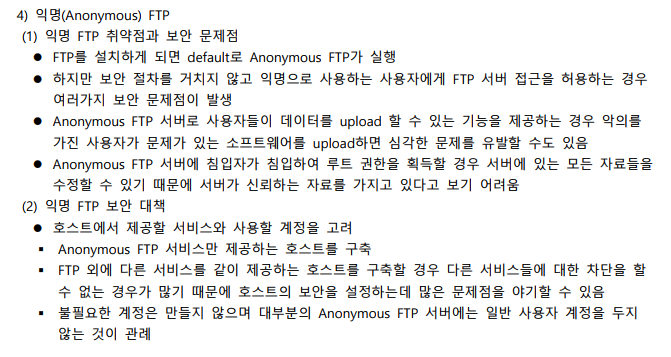 4) 익명(Anonymous) FTP
(1) 익명 FTP 취약점과 보안 문제점
● FTP를 설치하게 되면 default로 Anonymous FTP가 실행
● 하지만 보안 절차를 거치지 않고 익명으로 사용하는 사용자에게 FTP 서버 접근을 허용하는 경우
여러가지 보안 문제점이 발생
● Anonymous FTP 서버로 사용자들이 데이터를 upload 할 수 있는 기능을 제공하는 경우 악의를
가진 사용자가 문제가 있는 소프트웨어를 upload하면 심각한 문제를 유발할 수도 있음
● Anonymous FTP 서버에 침입자가 침입하여 루트 권한을 획득할 경우 서버에 있는 모든 자료들을
수정할 수 있기 때문에 서버가 신뢰하는 자료를 가지고 있다고 보기 어려움
(2) 익명 FTP 보안 대책
● 호스트에서 제공할 서비스와 사용할 계정을 고려
▪ Anonymous FTP 서비스만 제공하는 호스트를 구축
▪ FTP 외에 다른 서비스를 같이 제공하는 호스트를 구축할 경우 다른 서비스들에 대한 차단을 할
수 없는 경우가 많기 때문에 호스트의 보안을 설정하는데 많은 문제점을 야기할 수 있음
▪ 불필요한 계정은 만들지 않으며 대부분의 Anonymous FTP 서버에는 일반 사용자 계정을 두지
않는 것이 관례